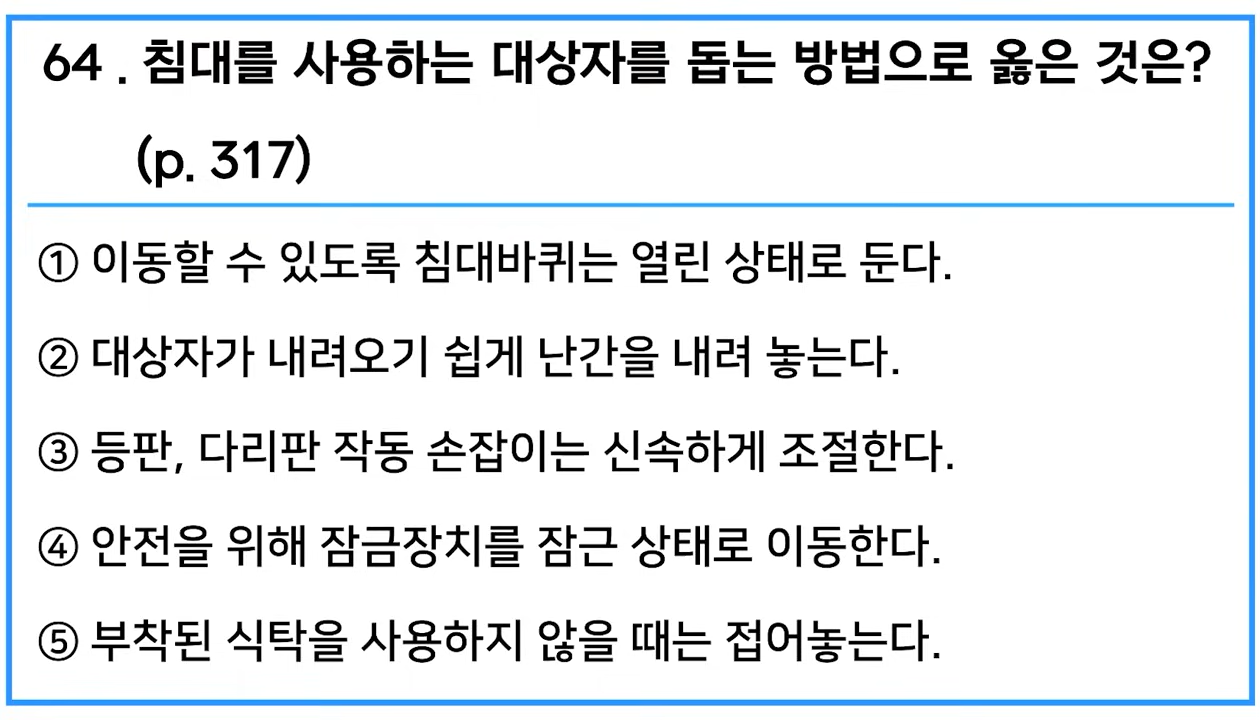 64 . 침대를 사용하는 대상자를 돕는 방법으로 옳은 것은?
(p. 317)
① 이동할 수 있도록 침대바퀴는 열린 상태로 둔다.
② 대상자가 내려오기 쉽게 난간을 내려 놓는다.
③ 등판, 다리판 작동 손잡이는 신속하게 조절한다.
④ 안전을 위해 잠금장치를 잠근 상태로 이동한다.
⑤ 부착된 식탁을 사용하지 않을 때는 접어놓는다.